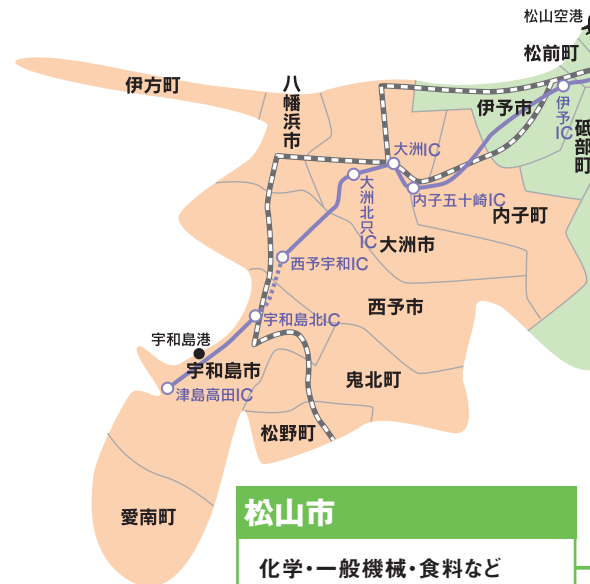 松山空港
松前町
伊方町
八幡浜市
伊予市
伊予IC
砥部町
大洲IC
大洲北只IC
内子五十崎IC
内子町
大洲市
西予宇和IC
西予市
宇和島北IC
宇和島港
宇和島市
鬼北町
津島高田IC
松野町
愛南町
松山市
化学・一般機械・食料など